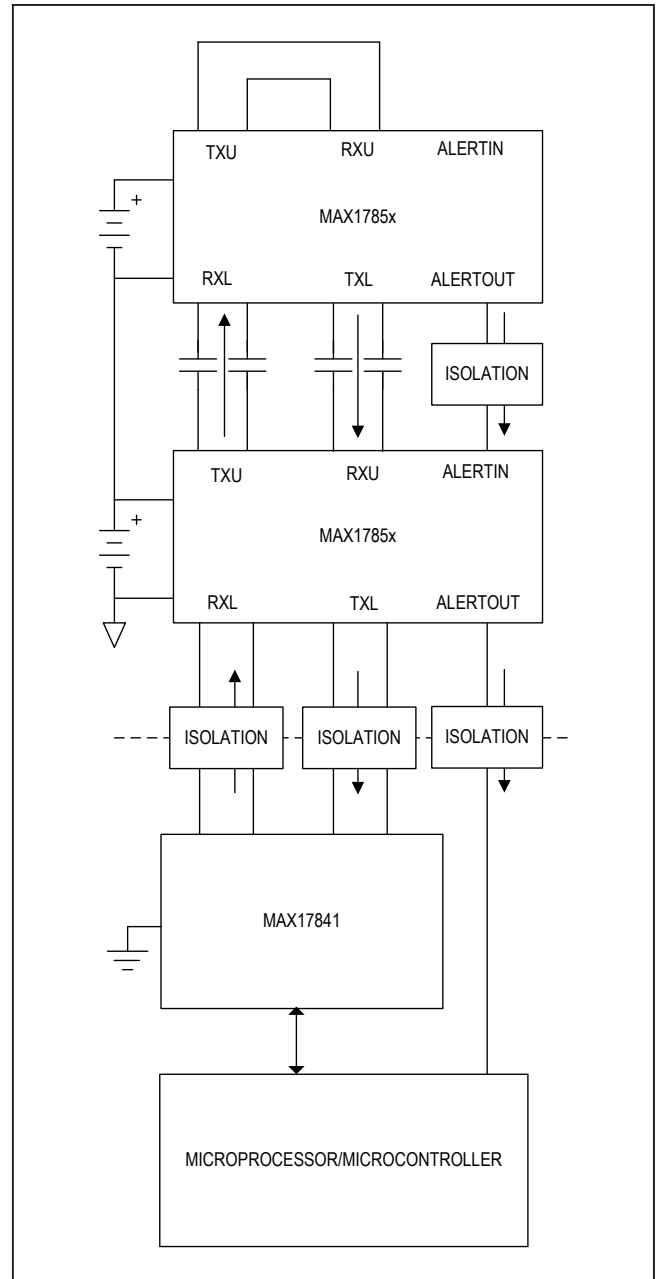 TXU RXU ALERTIN
+
MAX1785x
RXL TXL ALERTOUT
ISOLATION
TXU RXU ALERTIN
+
MAX1785x
RXL TXL ALERTOUT
ISOLATION ISOLATION ISOLATION
MAX17841
MICROPROCESSOR/MICROCONTROLLER